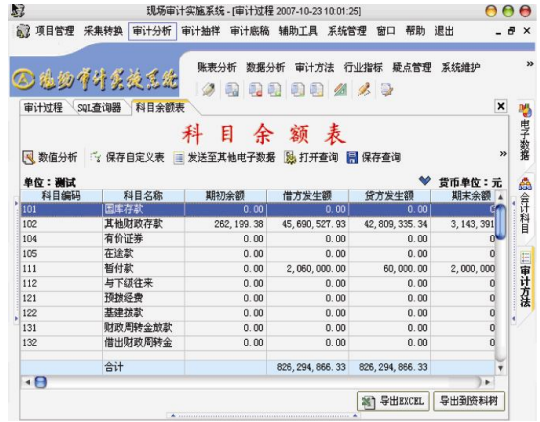 现场审计实施系统 - [审计过程 2007-10-23 10:01:25]
项目管理 采集转换 审计分析 审计抽样 审计底稿 辅助工具 系统管理 窗口 帮助 退出
现场审计实施系统
账表分析 数据分析 审计方法 行业指标 疑点管理 系统维护
审计过程 SQL查询器 科目余额表
科目余额表
数值分析 保存自定义表 发送至其他电子数据 打开查询 保存查询
单位：测试 货币单位：元
科目编码 科目名称 期初余额 借方发生额 贷方发生额 期末余额
101 国库存款 0.00 0.00 0.00 0
102 其他财政存款 262,199.38 45,690,527.93 42,809,335.34 3,143,391
104 有价证券 0.00 0.00 0.00 0
105 在途款 0.00 0.00 0.00 0
111 暂付款 0.00 2,060,000.00 60,000.00 2,000,000
112 与下级往来 0.00 0.00 0.00 0
121 预拨经费 0.00 0.00 0.00 0
122 基建拨款 0.00 0.00 0.00 0
131 财政周转金放款 0.00 0.00 0.00 0
132 借出财政周转金 0.00 0.00 0.00 0
合计 826,294,866.33 826,294,866.33
导出EXCEL 导出到资料树
电子数据
会计科目
审计方法